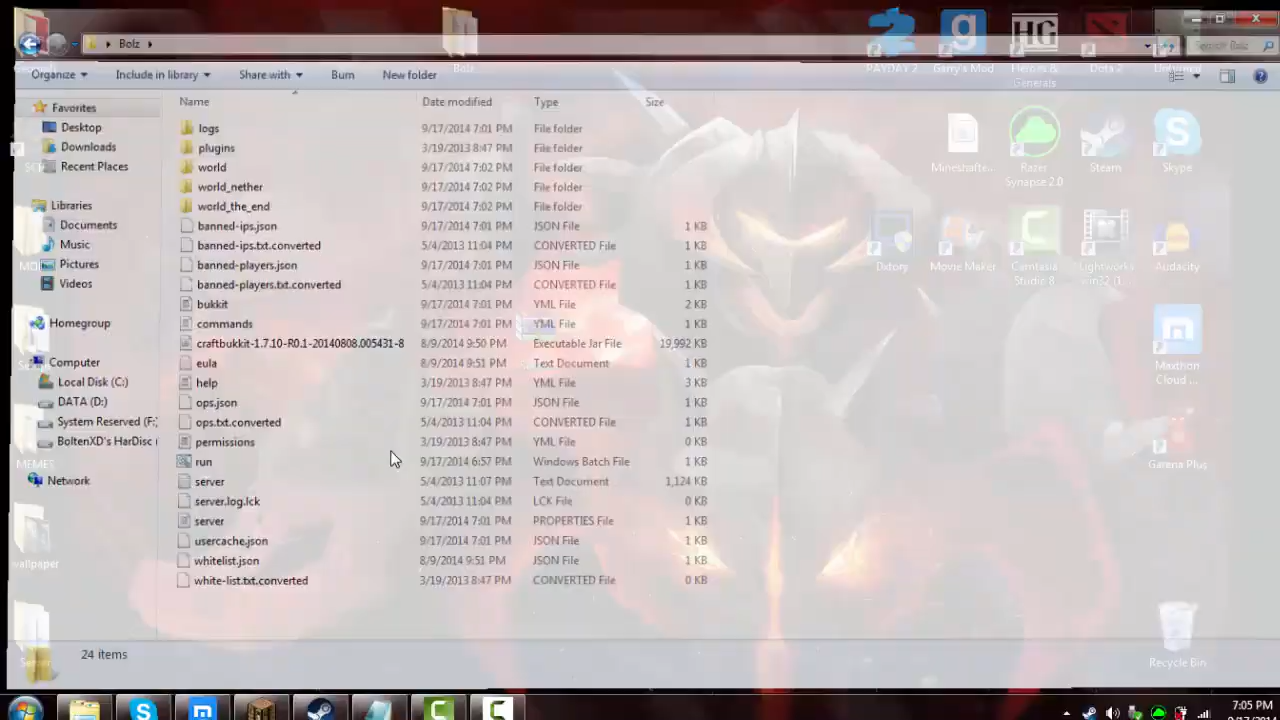 Bolz
Search Bolz
Organize
Include in library
Share with
Burn
New folder
Bolz
PAYDAY 2
Garry's Mod
Heroes & Generals
Dota 2
Name
Date modified
Type
Size
Favorites
Desktop
Downloads
Recent Places
Libraries
Documents
Music
Pictures
Videos
Homegroup
Computer
Local Disk (C:)
DATA (D:)
System Reserved (F:
BoltenXD's HarDisc (
Network
logs 9/17/2014 7:01 PM File folder
plugins 3/19/2013 8:47 PM File folder
world 9/17/2014 7:02 PM File folder
world_nether 9/17/2014 7:02 PM File folder
world_the_end 9/17/2014 7:02 PM File folder
banned-ips.json 9/17/2014 7:01 PM JSON File 1 KB
banned-ips.txt.converted 5/4/2013 11:04 PM CONVERTED File 1 KB
banned-players.json 9/17/2014 7:01 PM JSON File 1 KB
banned-players.txt.converted 5/4/2013 11:04 PM CONVERTED File 1 KB
bukkit 9/17/2014 7:01 PM YML File 2 KB
commands 9/17/2014 7:01 PM YML File 1 KB
craftbukkit-1.7.10-R0.1-20140808.005431-8 8/9/2014 9:50 PM Executable Jar File 19,992 KB
eula 8/9/2014 9:51 PM Text Document 1 KB
help 3/19/2013 8:47 PM YML File 3 KB
ops.json 9/17/2014 7:01 PM JSON File 1 KB
ops.txt.converted 5/4/2013 11:04 PM CONVERTED File 1 KB
permissions 3/19/2013 8:47 PM YML File 0 KB
run 9/17/2014 6:57 PM Windows Batch File 1 KB
server 5/4/2013 11:07 PM Text Document 1,124 KB
server.log.lck 5/4/2013 11:04 PM LCK File 0 KB
server 9/17/2014 7:01 PM PROPERTIES File 1 KB
usercache.json 9/17/2014 7:01 PM JSON File 1 KB
whitelist.json 8/9/2014 9:51 PM JSON File 1 KB
white-list.txt.converted 3/19/2013 8:47 PM CONVERTED File 0 KB
24 items
Minecrafte...
Razer Synapse 2.0
Steam
Skype
Dxtory
Movie Maker
Camtasia Studio 8
Lightworks win32 (1...
Audacity
Maxthon Cloud ...
Garena Plus
Recycle Bin
MEMES
wallpaper
Server
7:05 PM